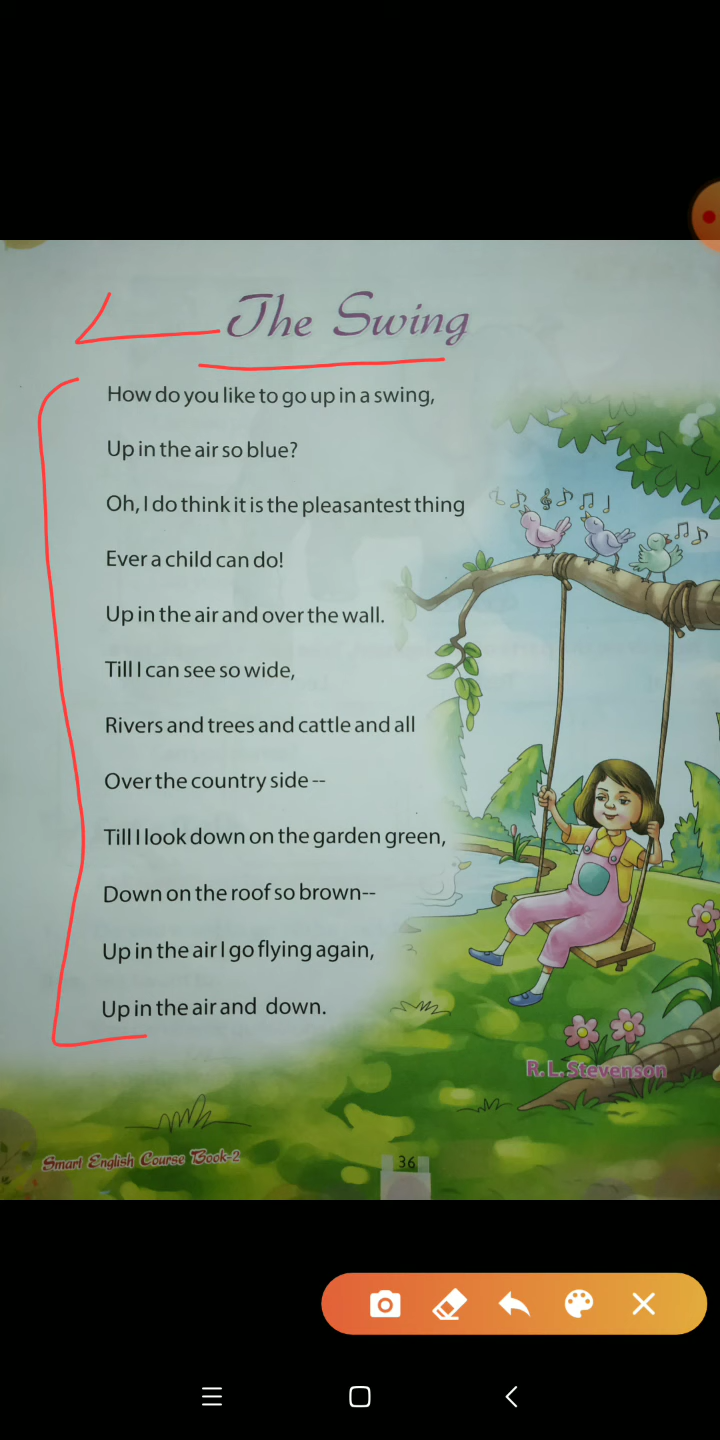 The Swing
How do you like to go up in a swing,
Up in the air so blue?
Oh, I do think it is the pleasantest thing
Ever a child can do!
Up in the air and over the wall.
Till I can see so wide,
Rivers and trees and cattle and all
Over the country side --
Till I look down on the garden green,
Down on the roof so brown--
Up in the air I go flying again,
Up in the air and down.
R. L. Stevenson
Smart English Course Book-2
36